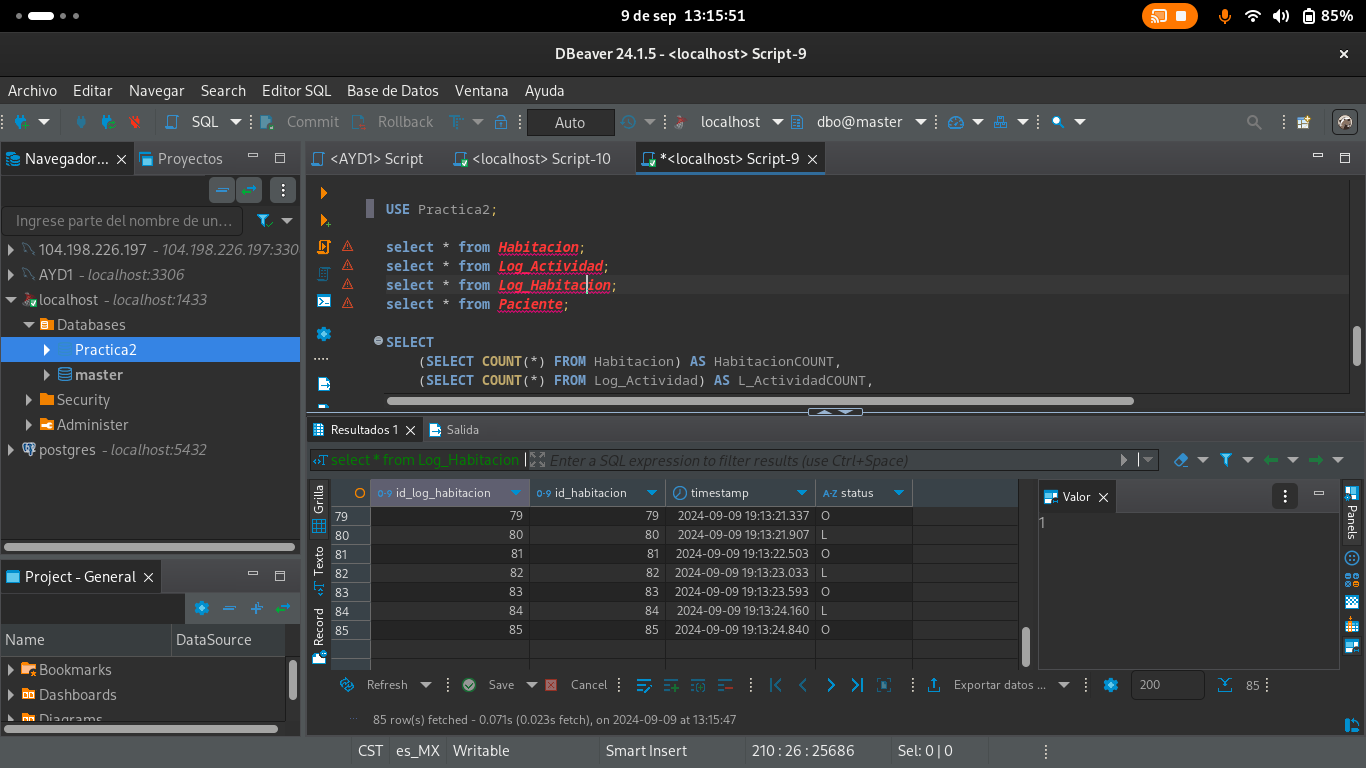 9 de sep 13:15:51
85%
DBeaver 24.1.5 - <localhost> Script-9
Archivo Editar Navegar Search Editor SQL Base de Datos Ventana Ayuda
SQL Commit Rollback T Auto localhost dbo@master
Navegador... Proyectos
<AYD1> Script <localhost> Script-10 *<localhost> Script-9
Ingrese parte del nombre de un...
104.198.226.197 - 104.198.226.197:330
AYD1 - localhost:3306
localhost - localhost:1433
Databases
Practica2
master
Security
Administer
postgres - localhost:5432
USE Practica2;
select * from Habitacion;
select * from Log_Actividad;
select * from Log_Habitacion;
select * from Paciente;
SELECT
(SELECT COUNT(*) FROM Habitacion) AS HabitacionCOUNT,
(SELECT COUNT(*) FROM Log_Actividad) AS L_ActividadCOUNT,
Project - General
Name DataSource
Bookmarks
Dashboards
Diagrams
Resultados 1 Salida
select * from Log_Habitacion Enter a SQL expression to filter results (use Ctrl+Space)
Grilla
Texto
Record
id_log_habitacion id_habitacion timestamp status
79 79 79 2024-09-09 19:13:21.337 O
80 80 80 2024-09-09 19:13:21.907 L
81 81 81 2024-09-09 19:13:22.503 O
82 82 82 2024-09-09 19:13:23.033 L
83 83 83 2024-09-09 19:13:23.593 O
84 84 84 2024-09-09 19:13:24.160 L
85 85 85 2024-09-09 19:13:24.840 O
Valor
1
Panels
Refresh Save Cancel Exportar datos ... 200 85
85 row(s) fetched - 0.071s (0.023s fetch), on 2024-09-09 at 13:15:47
CST es_MX Writable Smart Insert 210 : 26 : 25686 Sel: 0 | 0